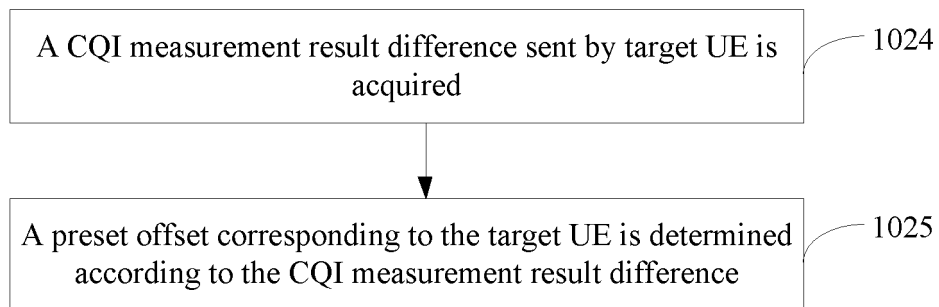 A CQI measurement result difference sent by target UE is
acquired
1024
A preset offset corresponding to the target UE is determined
according to the CQI measurement result difference
1025